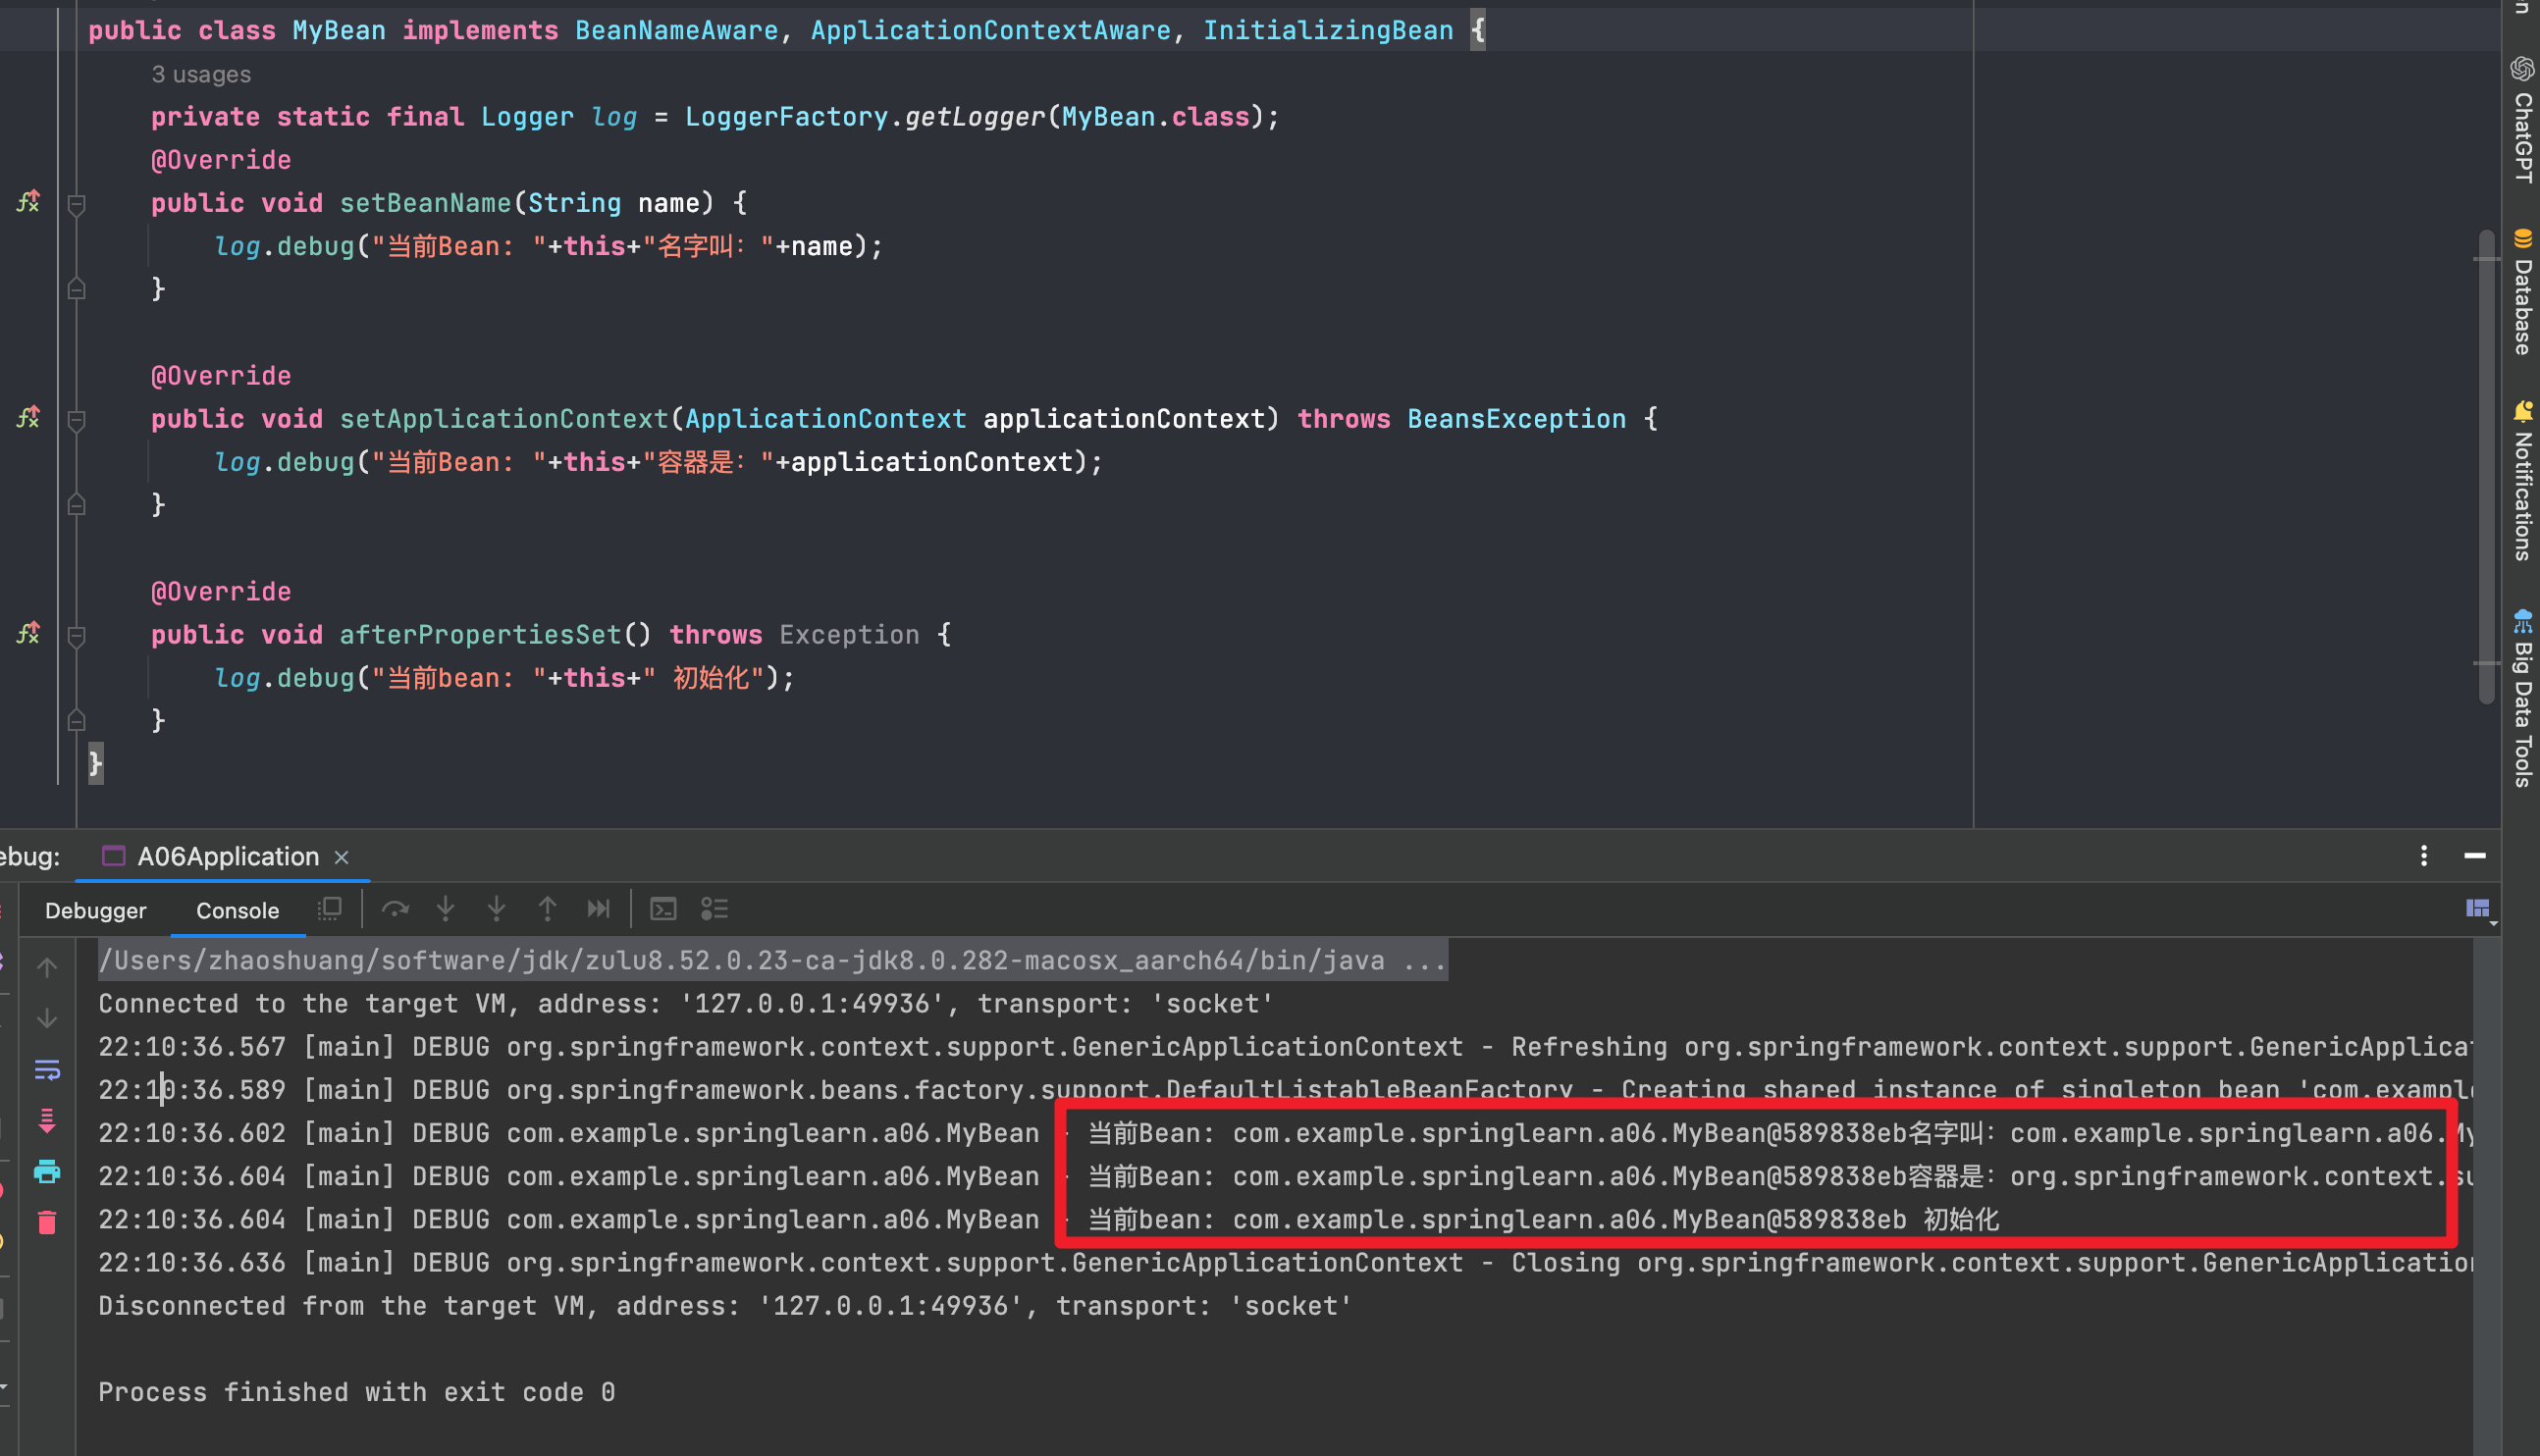 public class MyBean implements BeanNameAware, ApplicationContextAware, InitializingBean {
3 usages
private static final Logger log = LoggerFactory.getLogger(MyBean.class);
@Override
public void setBeanName(String name) {
log.debug("当前Bean: "+this+"名字叫: "+name);
}
@Override
public void setApplicationContext(ApplicationContext applicationContext) throws BeansException {
log.debug("当前Bean: "+this+"容器是: "+applicationContext);
}
@Override
public void afterPropertiesSet() throws Exception {
log.debug("当前bean: "+this+" 初始化");
}
}
ChatGPT
Database
Notifications
Big Data Tools
ebug:
A06Application
Debugger
Console
/Users/zhaoshuang/software/jdk/zulu8.52.0.23-ca-jdk8.0.282-macosx_aarch64/bin/java ...
Connected to the target VM, address: '127.0.0.1:49936', transport: 'socket'
22:10:36.567 [main] DEBUG org.springframework.context.support.GenericApplicationContext - Refreshing org.springframework.context.support.GenericApplicat
22:10:36.589 [main] DEBUG org.springframework.beans.factory.support.DefaultListableBeanFactory - Creating shared instance of singleton bean 'com.example
22:10:36.602 [main] DEBUG com.example.springlearn.a06.MyBean - 当前Bean: com.example.springlearn.a06.MyBean@589838eb名字叫: com.example.springlearn.a06.My
22:10:36.604 [main] DEBUG com.example.springlearn.a06.MyBean - 当前Bean: com.example.springlearn.a06.MyBean@589838eb容器是: org.springframework.context.su
22:10:36.604 [main] DEBUG com.example.springlearn.a06.MyBean - 当前bean: com.example.springlearn.a06.MyBean@589838eb 初始化
22:10:36.636 [main] DEBUG org.springframework.context.support.GenericApplicationContext - Closing org.springframework.context.support.GenericApplication
Disconnected from the target VM, address: '127.0.0.1:49936', transport: 'socket'
Process finished with exit code 0